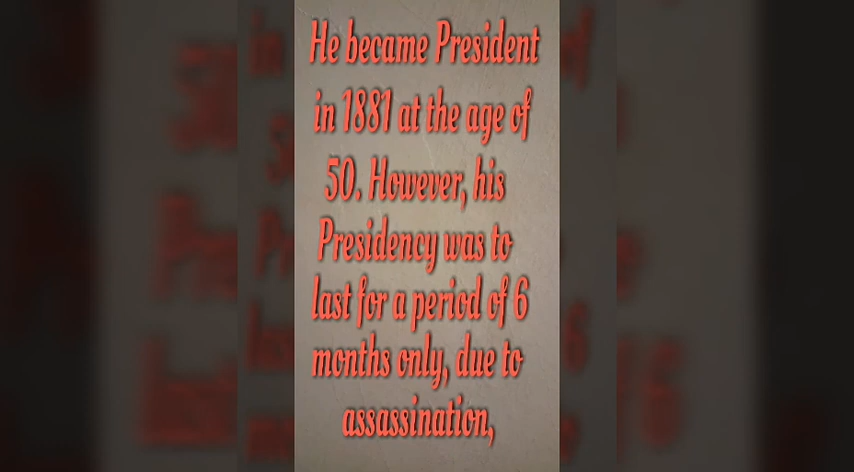 He became President
in 1881 at the age of
50. However, his
Presidency was to
last for a period of 6
months only, due to
assassination,